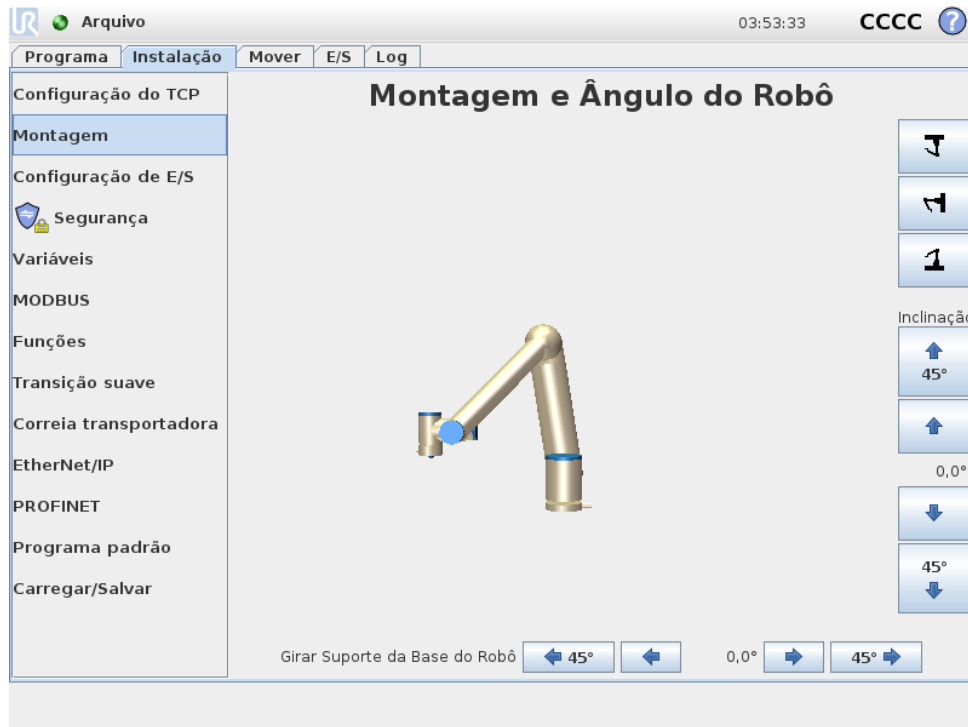 UR Arquivo 03:53:33 CCCC ?
Programa Instalação Mover E/S Log
Configuração do TCP
Montagem
Configuração de E/S
Segurança
Variáveis
MODBUS
Funções
Transição suave
Correia transportadora
EtherNet/IP
PROFINET
Programa padrão
Carregar/Salvar
Montagem e Ângulo do Robô
Inclinação
45°
0,0°
45°
Girar Suporte da Base do Robô 45° 0,0° 45°